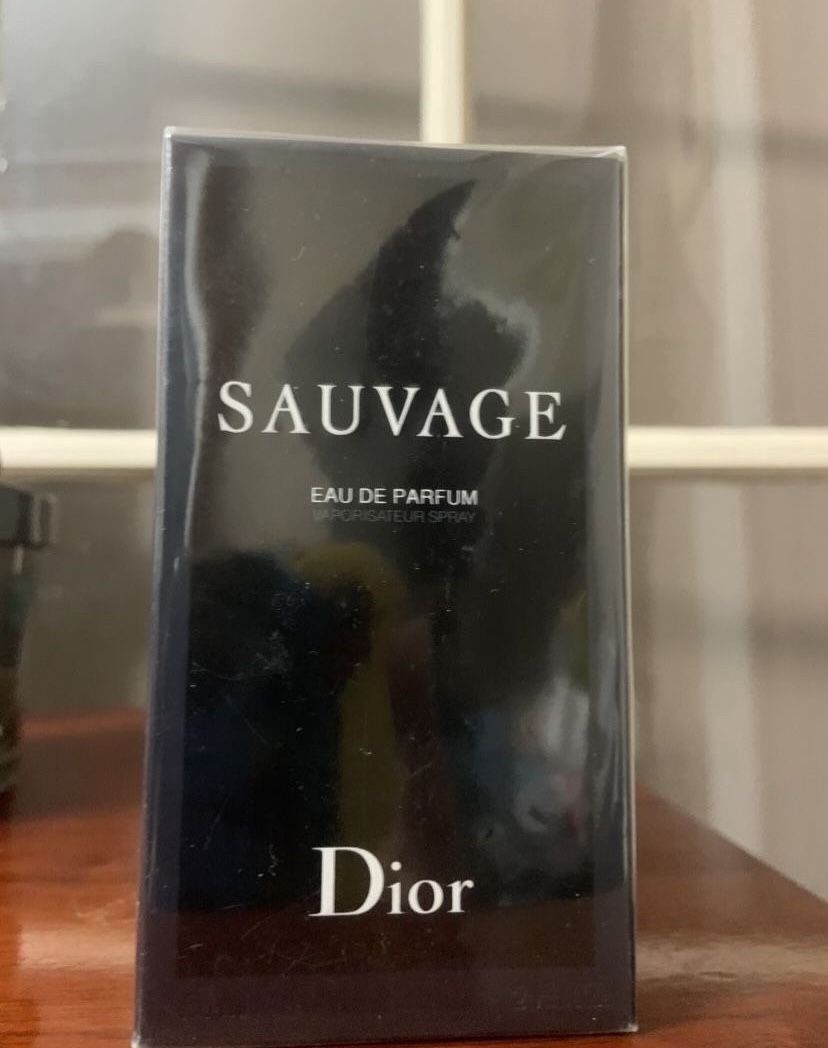 SAUVAGE
EAU DE PARFUM
VAPORISATEUR SPRAY
Dior